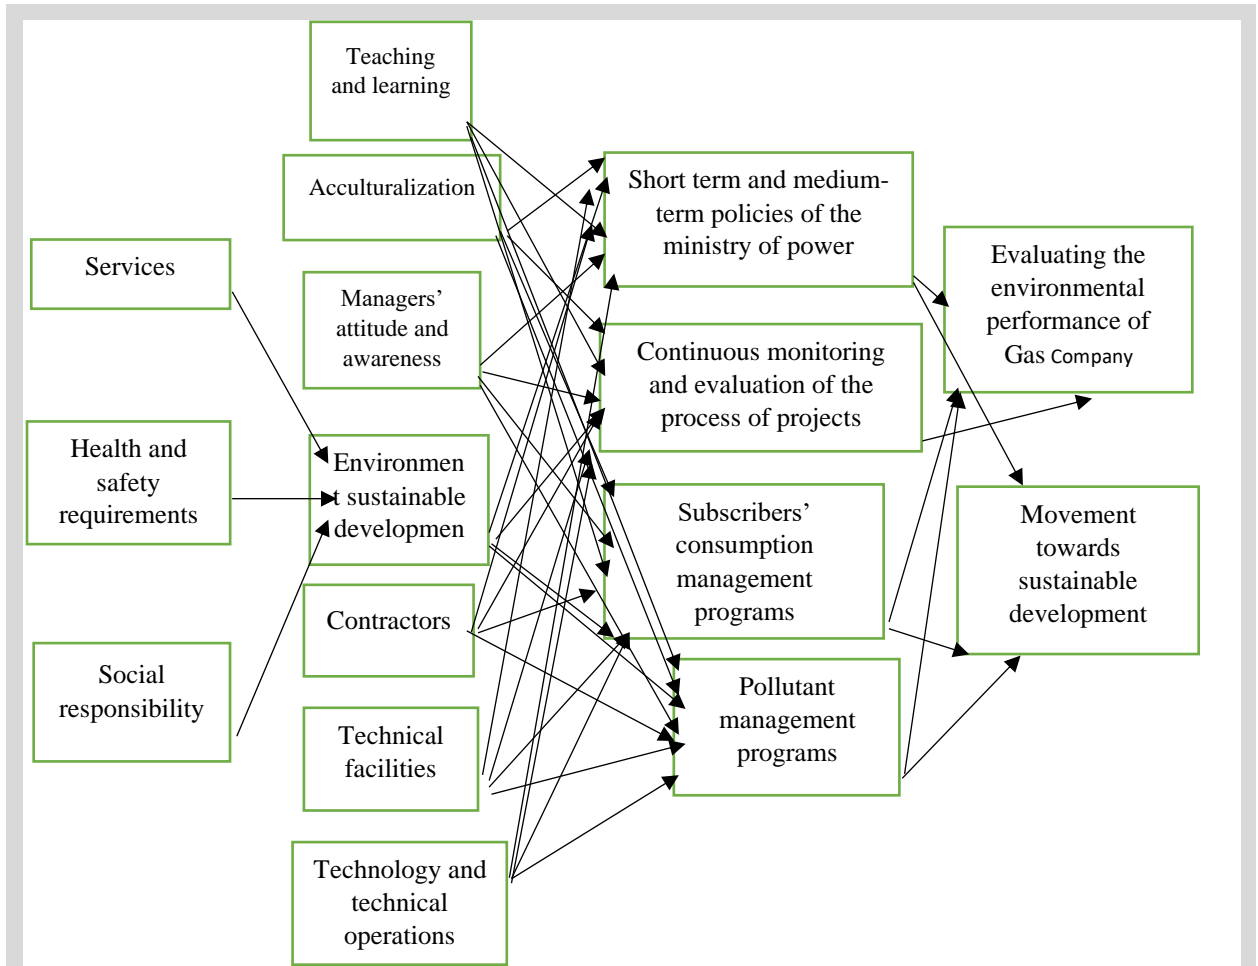 Teaching
and learning
Acculturalization
Services
Managers’
attitude and
awareness
Health and
safety
requirements
Environmen
t sustainable
developmen
Social
responsibility
Contractors
Technical
facilities
Technology and
technical
operations
Short term and medium-
term policies of the
ministry of power
Continuous monitoring
and evaluation of the
process of projects
Subscribers’
consumption
management
programs
Pollutant
management
programs
Evaluating the
environmental
performance of
Gas Company
Movement
towards
sustainable
development